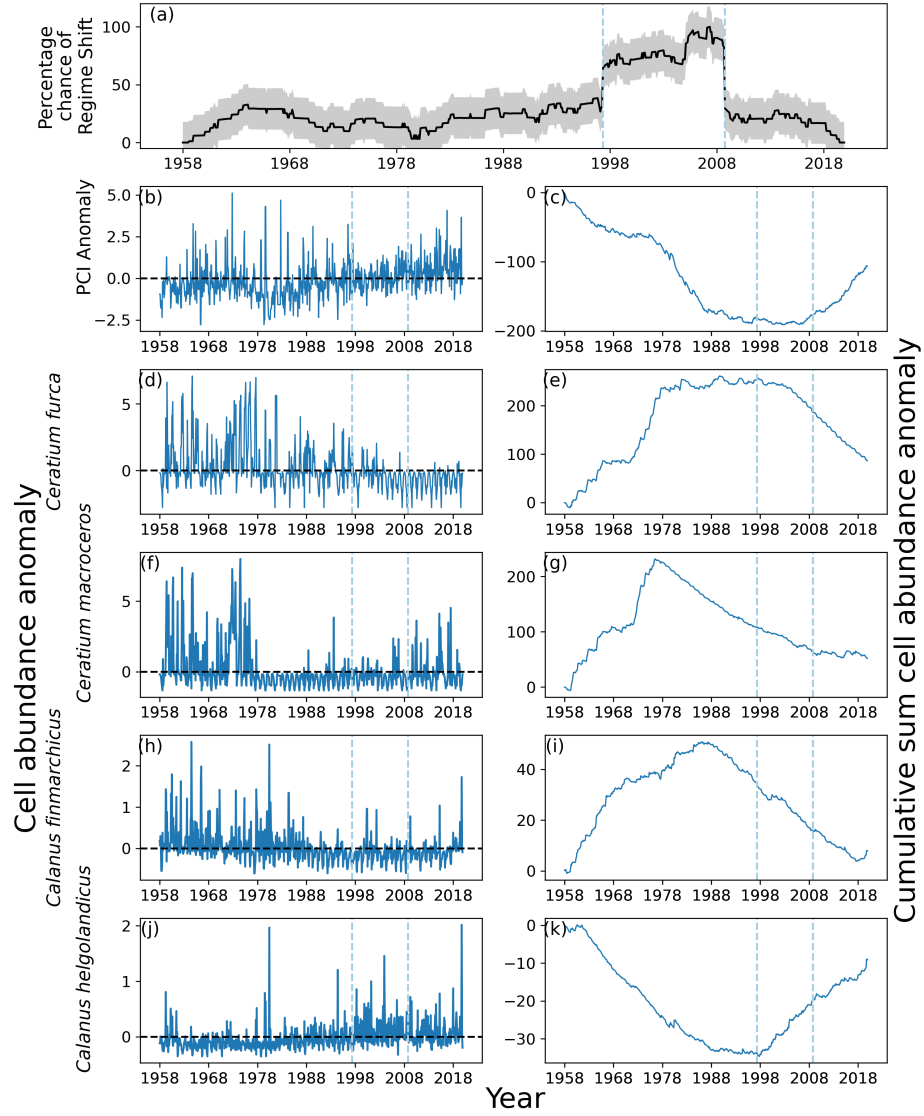 (a)
Percentage
chance of
Regime Shift
100
50
0
1958 1968 1978 1988 1998 2008 2018
(b)
PCI Anomaly
5.0
2.5
0.0
−2.5
1958 1968 1978 1988 1998 2008 2018
(c)
0
−100
−200
1958 1968 1978 1988 1998 2008 2018
(d)
Ceratium furca
5
0
1958 1968 1978 1988 1998 2008 2018
(e)
200
100
0
1958 1968 1978 1988 1998 2008 2018
(f)
Ceratium macroceros
5
0
1958 1968 1978 1988 1998 2008 2018
(g)
200
100
0
1958 1968 1978 1988 1998 2008 2018
(h)
Calanus finmarchicus
2
1
0
1958 1968 1978 1988 1998 2008 2018
(i)
40
20
0
1958 1968 1978 1988 1998 2008 2018
(j)
Calanus helgolandicus
2
1
0
1958 1968 1978 1988 1998 2008 2018
(k)
0
−10
−20
−30
1958 1968 1978 1988 1998 2008 2018
Cell abundance anomaly
Cumulative sum cell abundance anomaly
Year